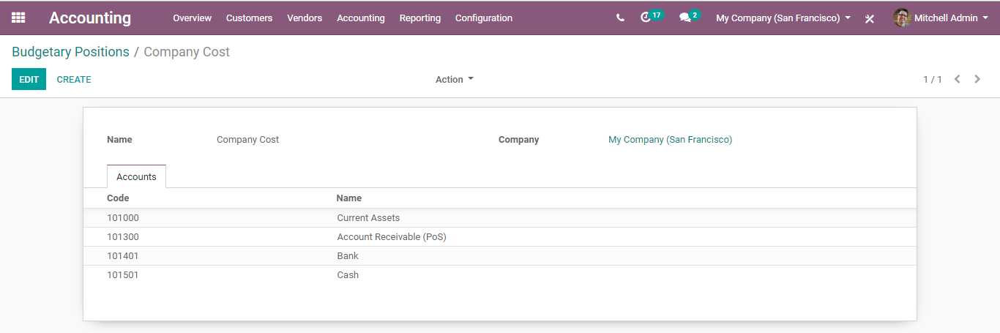 Accounting Overview Customers Vendors Accounting Reporting Configuration 17 2 My Company (San Francisco) Mitchell Admin
Budgetary Positions / Company Cost
EDIT CREATE Action 1 / 1
Name Company Cost Company My Company (San Francisco)
Accounts
Code Name
101000 Current Assets
101300 Account Receivable (PoS)
101401 Bank
101501 Cash